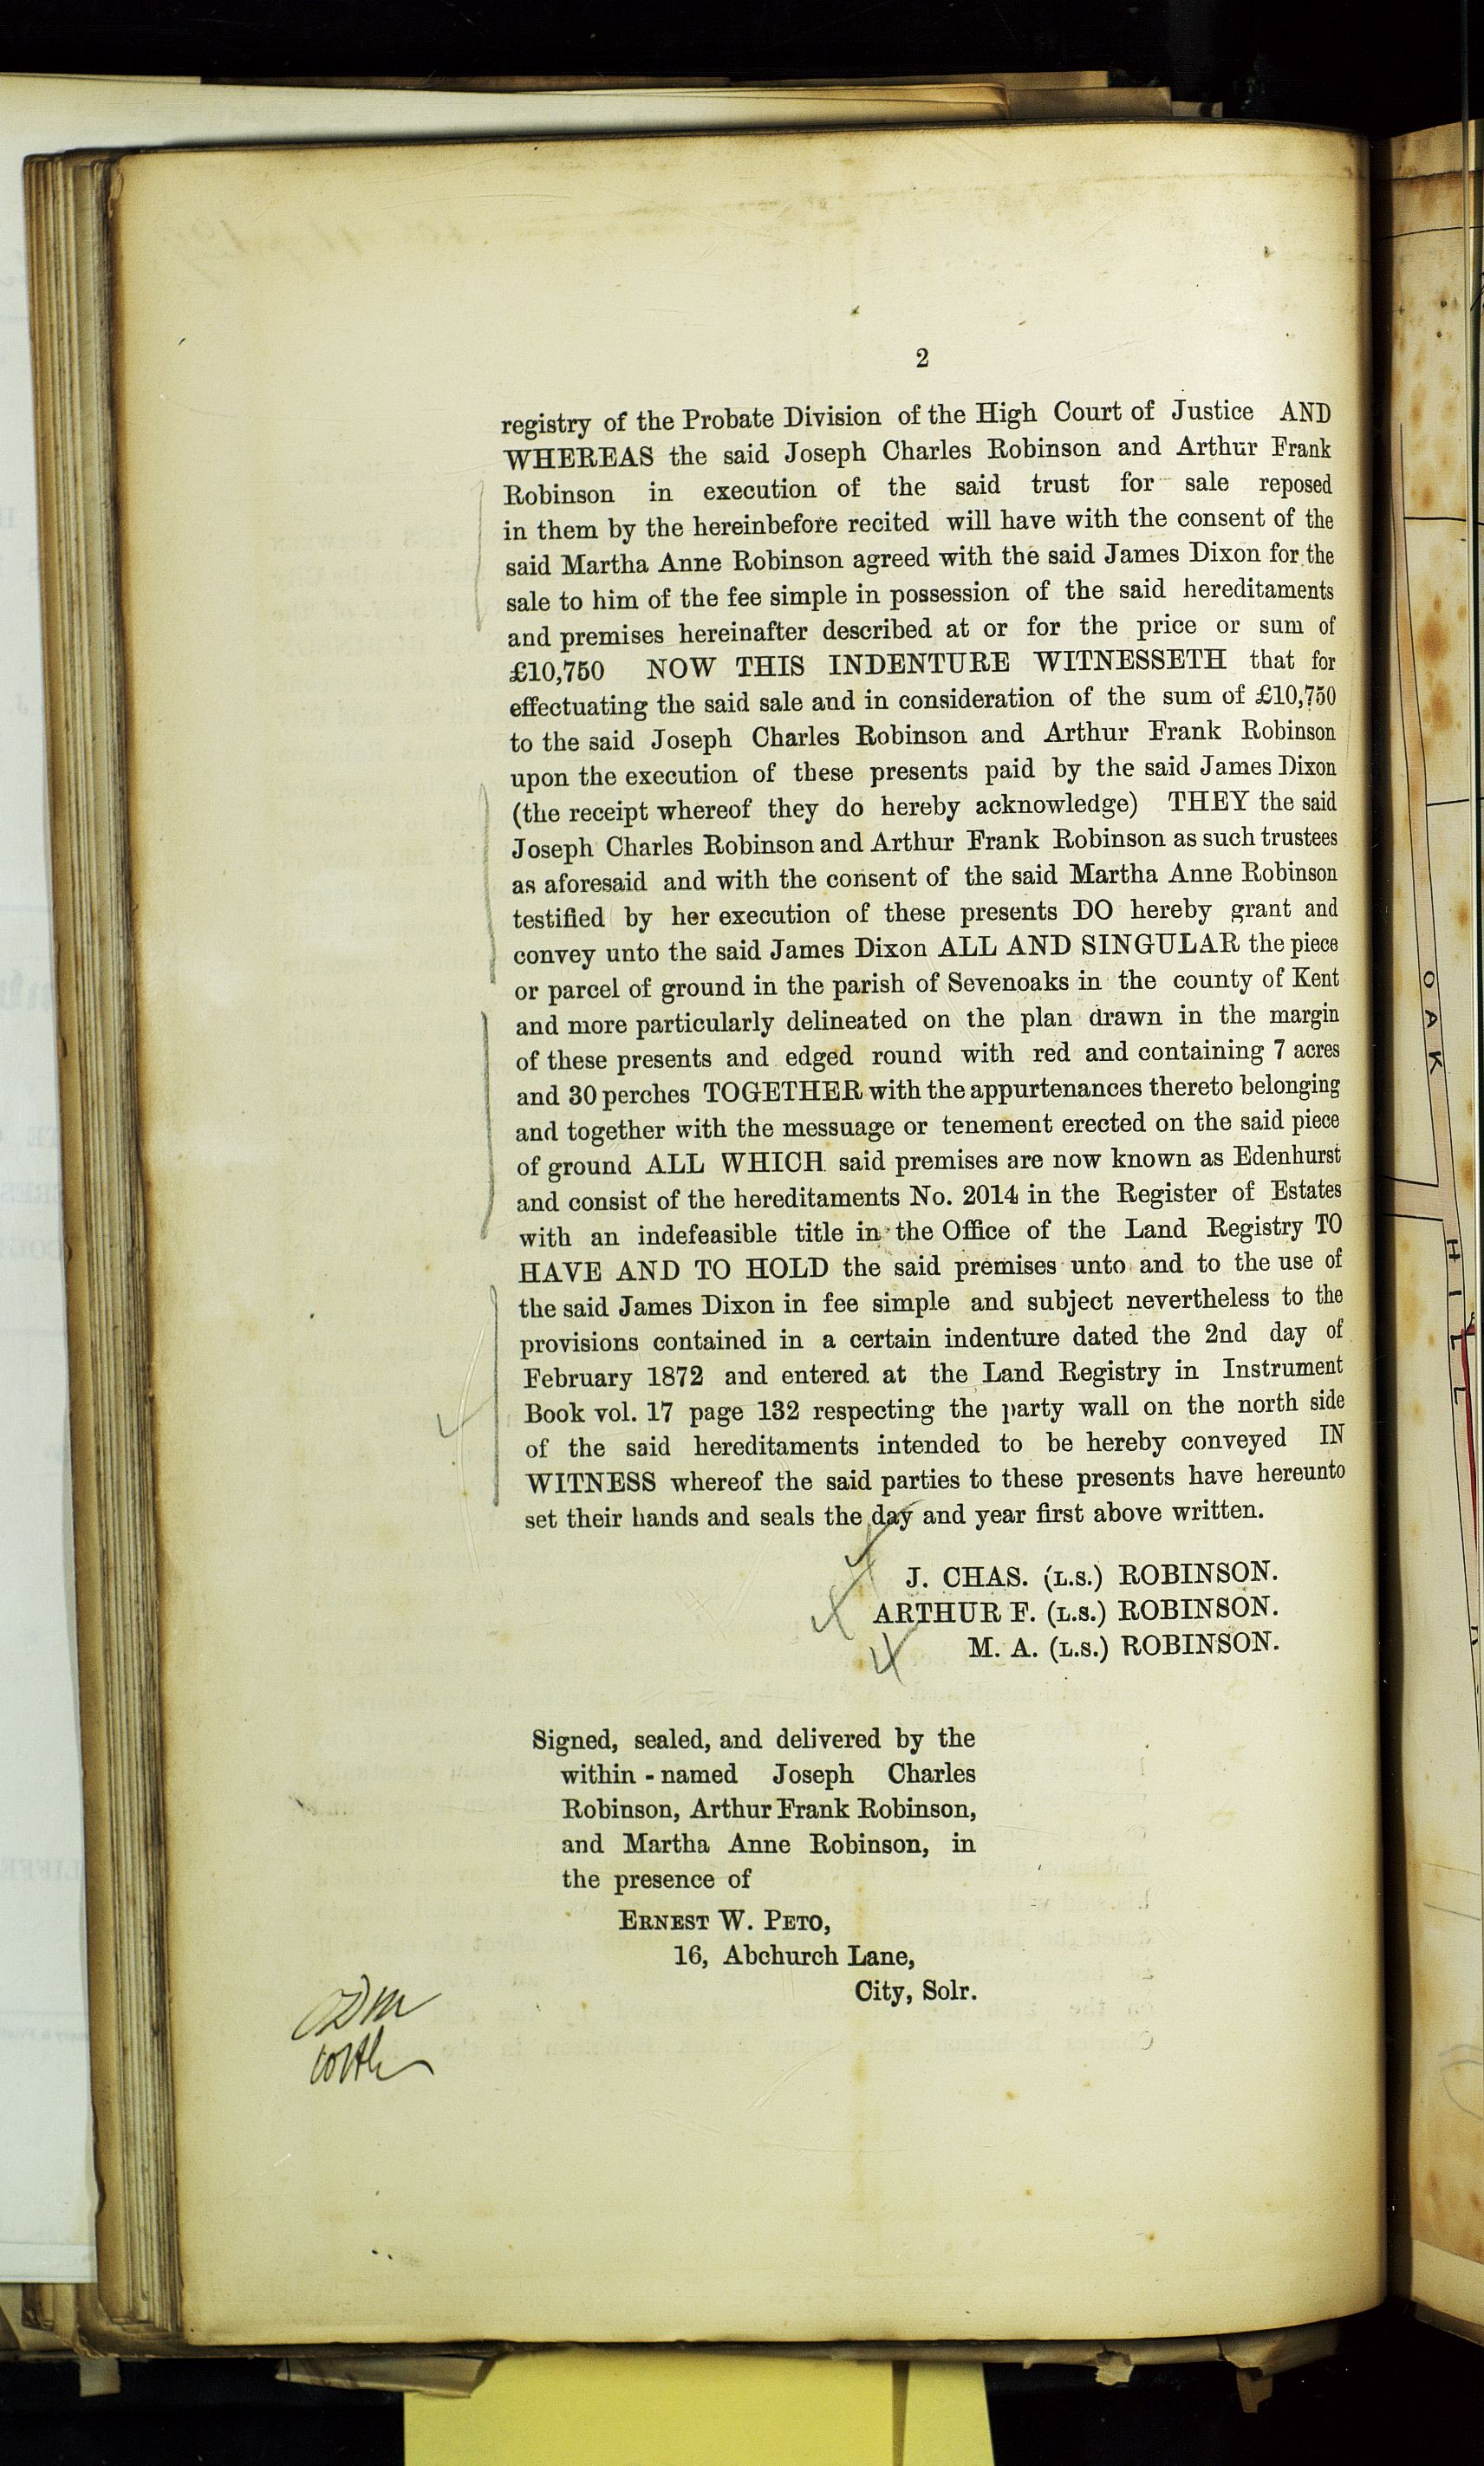 2
registry of the Probate Division of the High Court of Justice AND
WHEREAS the said Joseph Charles Robinson and Arthur Frank
Robinson in execution of the said trust for sale reposed
in them by the hereinbefore recited will have with the consent of the
said Martha Anne Robinson agreed with the said James Dixon for the
sale to him of the fee simple in possession of the said hereditaments
and premises hereinafter described at or for the price or sum of
£10,750 NOW THIS INDENTURE WITNESSETH that for
effectuating the said sale and in consideration of the sum of £10,750
to the said Joseph Charles Robinson and Arthur Frank Robinson
upon the execution of these presents paid by the said James Dixon
(the receipt whereof they do hereby acknowledge) THEY the said
Joseph Charles Robinson and Arthur Frank Robinson as such trustees
as aforesaid and with the consent of the said Martha Anne Robinson
testified by her execution of these presents DO hereby grant and
convey unto the said James Dixon ALL AND SINGULAR the piece
or parcel of ground in the parish of Sevenoaks in the county of Kent
and more particularly delineated on the plan drawn in the margin
of these presents and edged round with red and containing 7 acres
and 30 perches TOGETHER with the appurtenances thereto belonging
and together with the messuage or tenement erected on the said piece
of ground ALL WHICH said premises are now known as Edenhurst
and consist of the hereditaments No. 2014 in the Register of Estates
with an indefeasible title in the Office of the Land Registry TO
HAVE AND TO HOLD the said premises unto and to the use of
the said James Dixon in fee simple and subject nevertheless to the
provisions contained in a certain indenture dated the 2nd day of
February 1872 and entered at the Land Registry in Instrument
Book vol. 17 page 132 respecting the party wall on the north side
of the said hereditaments intended to be hereby conveyed IN
WITNESS whereof the said parties to these presents have hereunto
set their hands and seals the day and year first above written.
J. CHAS. (L.S.) ROBINSON.
ARTHUR F. (L.S.) ROBINSON.
M. A. (L.S.) ROBINSON.
Signed, sealed, and delivered by the
within-named Joseph Charles
Robinson, Arthur Frank Robinson,
and Martha Anne Robinson, in
the presence of
ERNEST W. PETO,
16, Abchurch Lane,
City, Solr.
OAK HILL